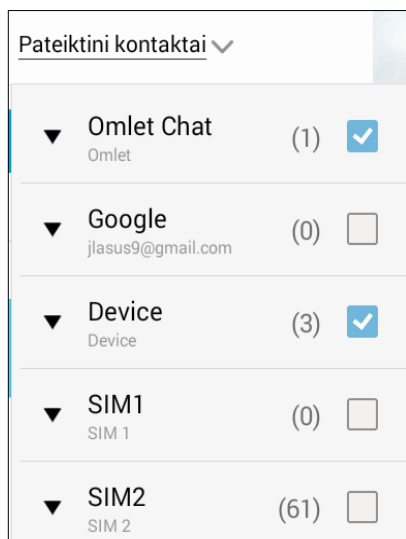 Pateiktini kontaktai
Omlet Chat (1)
Omlet
Google (0)
jlasus9@gmail.com
Device (3)
Device
SIM1 (0)
SIM 1
SIM2 (61)
SIM 2